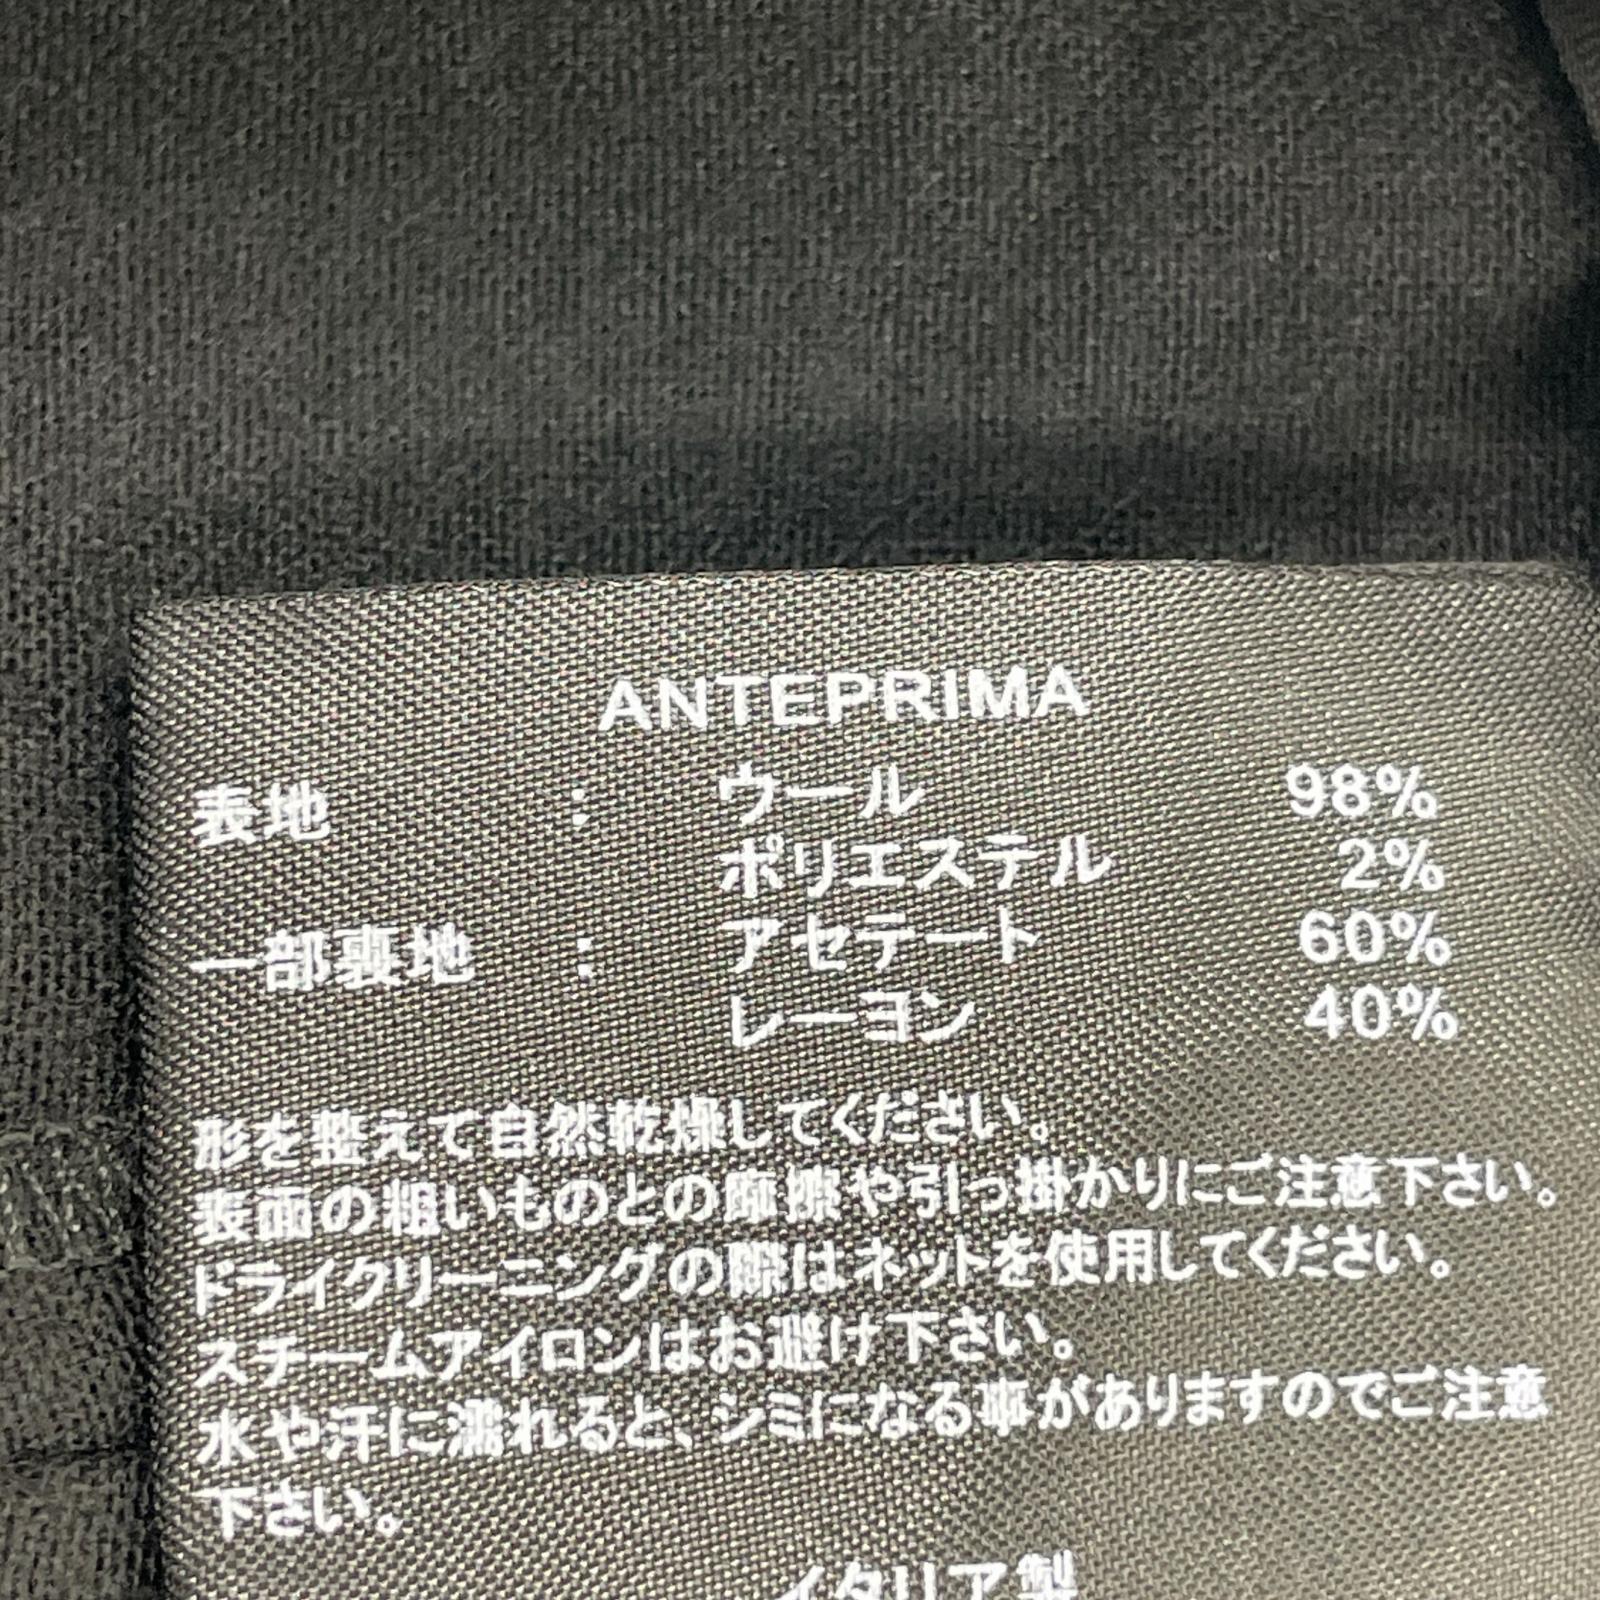 ANTEPRIMA
表地 : ウール 98%
ポリエステル 2%
一部裏地 : アセテート 60%
レーヨン 40%
形を整えて自然乾燥してください。
表面の粗いものとの摩擦や引っ掛かりにご注意下さい。
ドライクリーニングの際はネットを使用してください。
スチームアイロンはお避け下さい。
水や汗に濡れると、シミになる事がありますのでご注意
下さい。
イタリア製